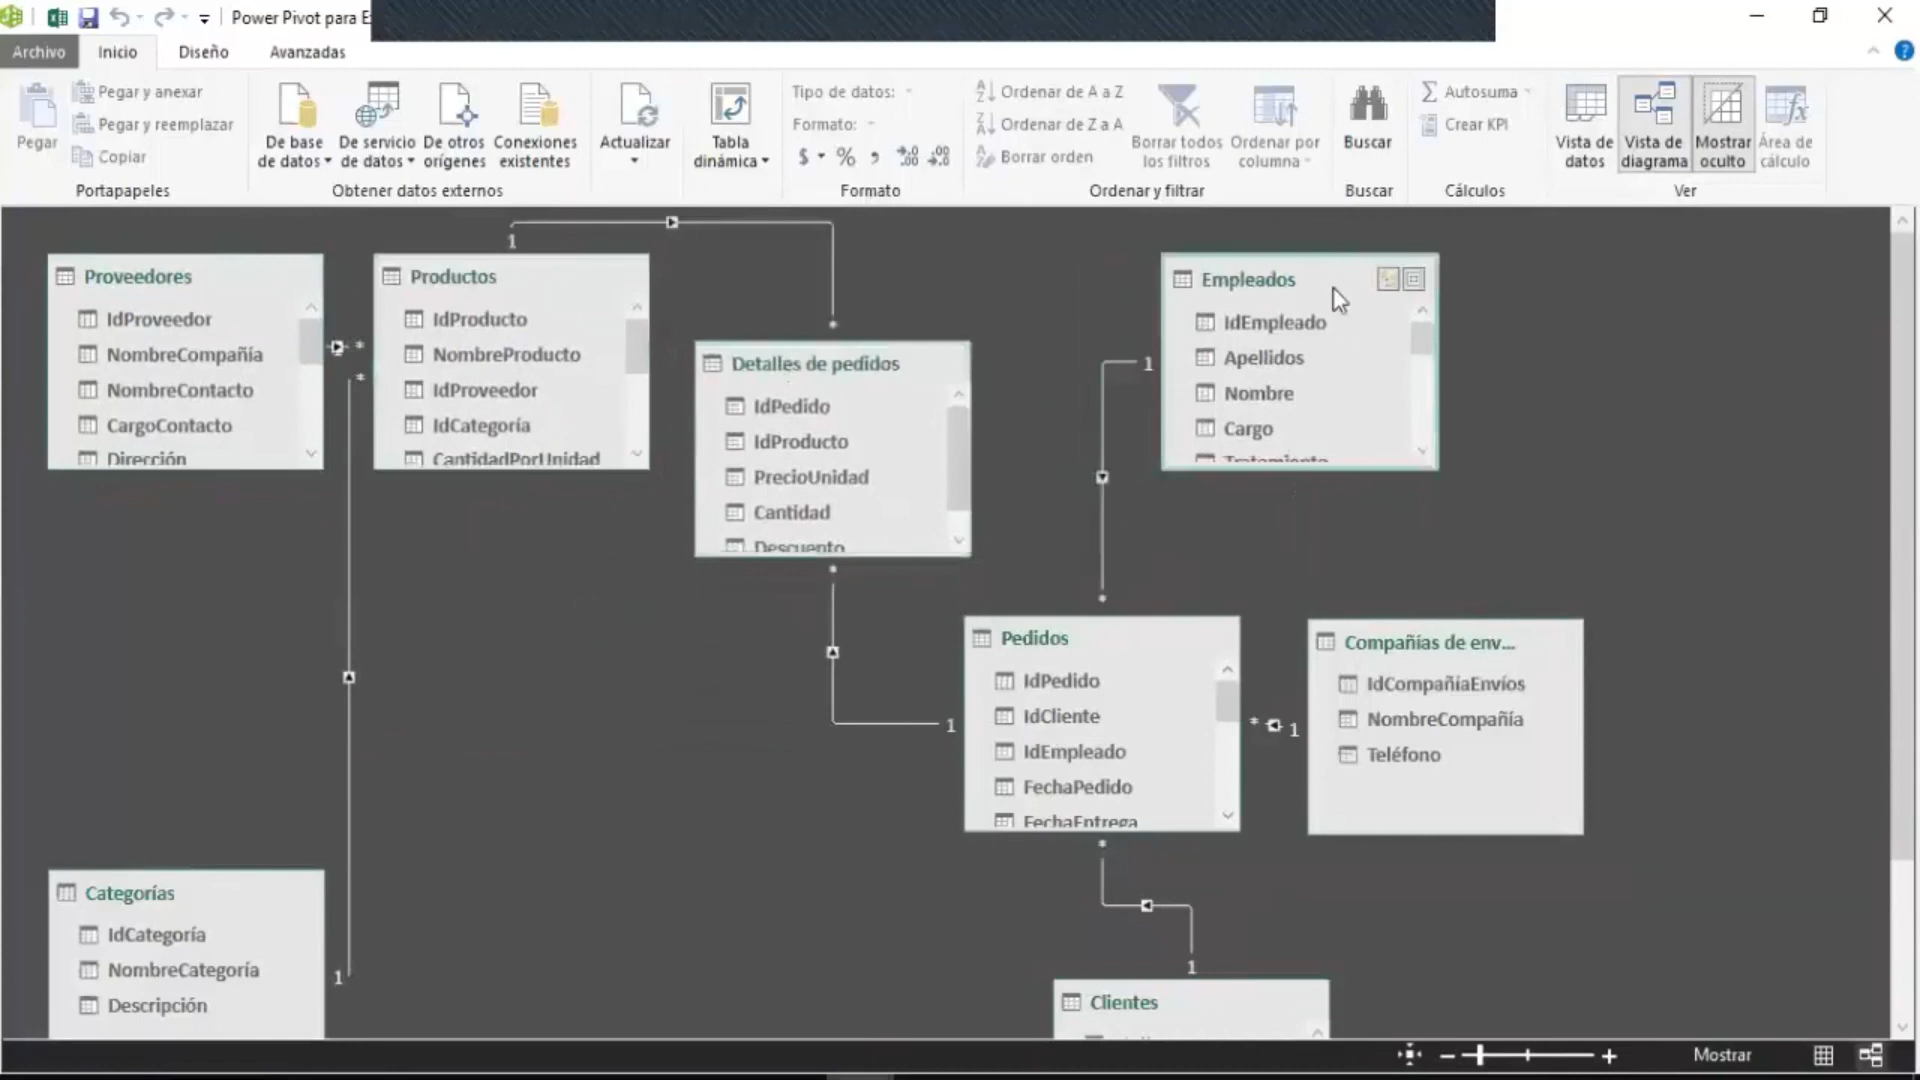 Power Pivot para E
Archivo
Inicio
Diseño
Avanzadas
Pegar
Pegar y anexar
Pegar y reemplazar
Copiar
Portapapeles
De base
de datos
De servicio
de datos
De otros
orígenes
Conexiones
existentes
Obtener datos externos
Actualizar
Tabla
dinámica
Tipo de datos:
Formato:
$ %
Formato
Ordenar de A a Z
Ordenar de Z a A
Borrar orden
Borrar todos
los filtros
Ordenar por
columna
Ordenar y filtrar
Buscar
Buscar
Autosuma
Crear KPI
Cálculos
Vista de
datos
Vista de
diagrama
Mostrar
oculto
Área de
cálculo
Ver
Proveedores
IdProveedor
NombreCompañía
NombreContacto
CargoContacto
Dirección
* *
1
Productos
IdProducto
NombreProducto
IdProveedor
IdCategoría
CantidadPorUnidad
*
Detalles de pedidos
IdPedido
IdProducto
PrecioUnidad
Cantidad
Descuento
*
1
Empleados
IdEmpleado
Apellidos
Nombre
Cargo
Tratamiento
1
*
Pedidos
IdPedido
IdCliente
IdEmpleado
FechaPedido
FechaEntrega
* 1
Compañías de env...
IdCompañíaEnvíos
NombreCompañía
Teléfono
*
1
Categorías
IdCategoría
NombreCategoría
Descripción
1
Clientes
Mostrar